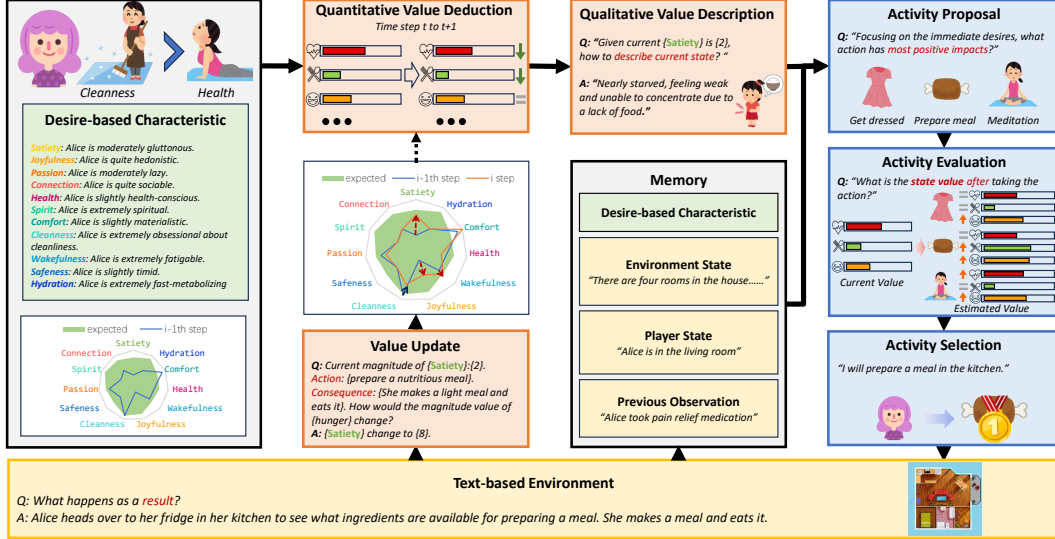 Cleanness
Health
Desire-based Characteristic
Satiety: Alice is moderately gluttonous.
Joyfulness: Alice is quite hedonistic.
Passion: Alice is moderately lazy.
Connection: Alice is quite sociable.
Health: Alice is slightly health-conscious.
Spirit: Alice is extremely spiritual.
Comfort: Alice is slightly materialistic.
Cleanness: Alice is extremely obsessional about
cleanliness.
Wakefulness: Alice is extremely fatigable.
Safeness: Alice is slightly timid.
Hydration: Alice is extremely fast-metabolizing
expected
i-1th step
Satiety
Connection
Hydration
Spirit
Comfort
Passion
Health
Safeness
Wakefulness
Cleanness
Joyfulness
Quantitative Value Deduction
Time step t to t+1
expected
i-1th step
i step
Satiety
Connection
Hydration
Spirit
Comfort
Passion
Health
Safeness
Wakefulness
Cleanness
Joyfulness
Value Update
Q: Current magnitude of {Satiety}:{2}.
Action: {prepare a nutritious meal}.
Consequence: {She makes a light meal and
eats it}. How would the magnitude value of
{hunger} change?
A: {Satiety} change to {8}.
Qualitative Value Description
Q: “Given current {Satiety} is {2},
how to describe current state? “
A: “Nearly starved, feeling weak
and unable to concentrate due to
a lack of food.”
Memory
Desire-based Characteristic
Environment State
“There are four rooms in the house......”
Player State
“Alice is in the living room”
Previous Observation
“Alice took pain relief medication”
Activity Proposal
Q: “Focusing on the immediate desires, what
action has most positive impacts?”
Get dressed
Prepare meal
Meditation
Activity Evaluation
Q: “What is the state value after taking the
action?”
Current Value
Estimated Value
Activity Selection
“I will prepare a meal in the kitchen.”
1
Text-based Environment
Q: What happens as a result?
A: Alice heads over to her fridge in her kitchen to see what ingredients are available for preparing a meal. She makes a meal and eats it.